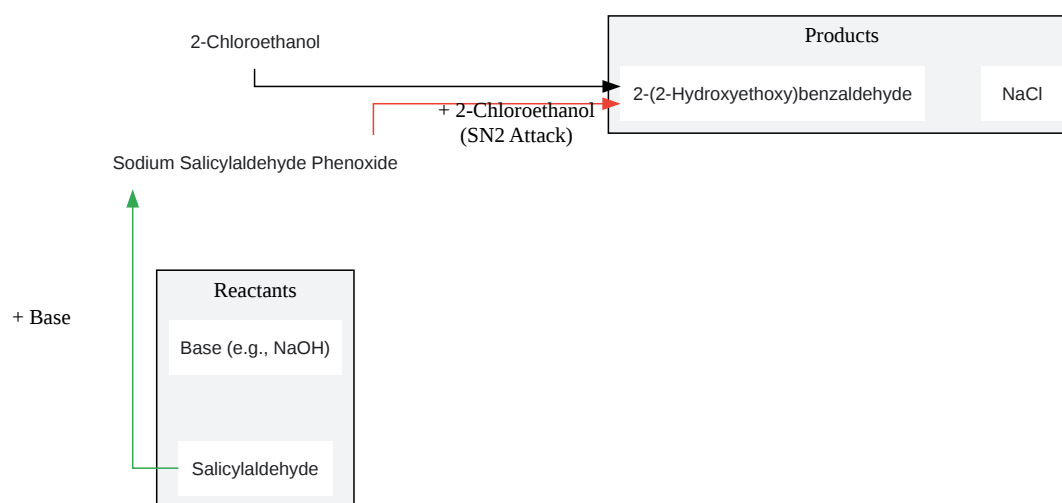 2-Chloroethanol
Products
2-(2-Hydroxyethoxy)benzaldehyde
NaCl
+ 2-Chloroethanol
(SN2 Attack)
Sodium Salicylaldehyde Phenoxide
Reactants
+ Base
Base (e.g., NaOH)
Salicylaldehyde